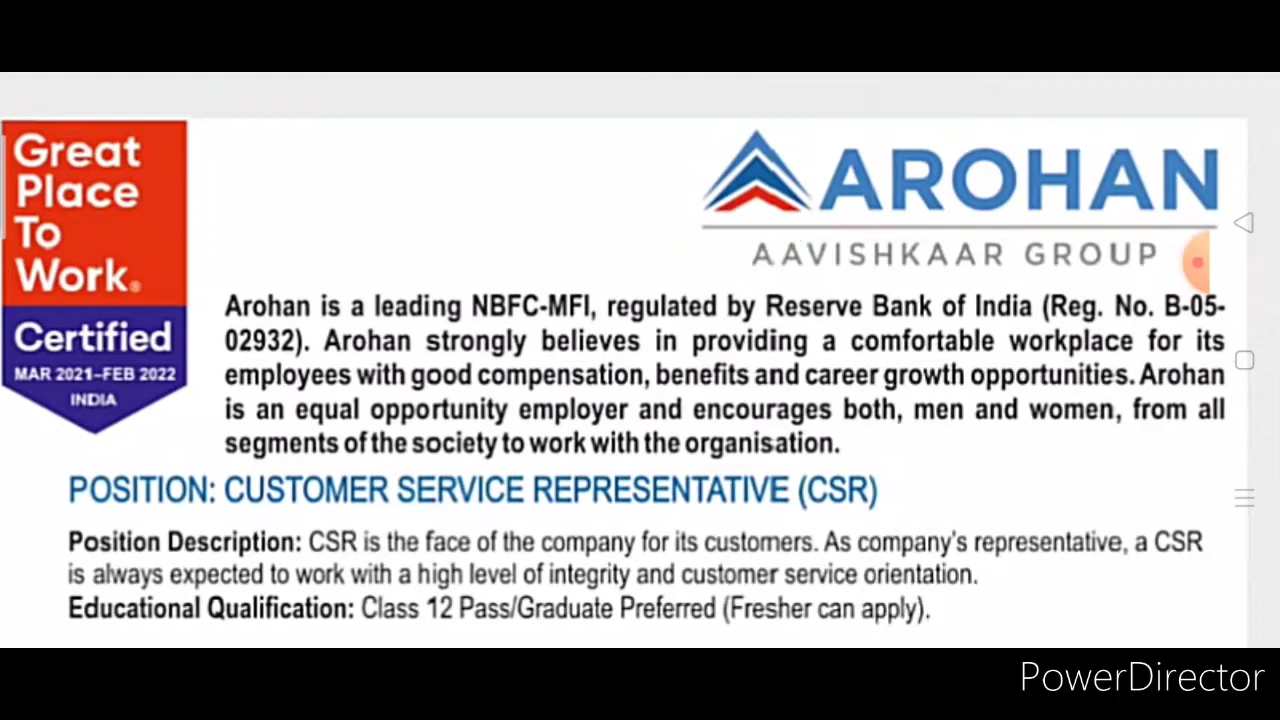 Great
Place
To
Work.
Certified
MAR 2021–FEB 2022
INDIA
AROHAN
AAVISHKAAR GROUP
Arohan is a leading NBFC-MFI, regulated by Reserve Bank of India (Reg. No. B-05-
02932). Arohan strongly believes in providing a comfortable workplace for its
employees with good compensation, benefits and career growth opportunities. Arohan
is an equal opportunity employer and encourages both, men and women, from all
segments of the society to work with the organisation.
POSITION: CUSTOMER SERVICE REPRESENTATIVE (CSR)
Position Description: CSR is the face of the company for its customers. As company's representative, a CSR
is always expected to work with a high level of integrity and customer service orientation.
Educational Qualification: Class 12 Pass/Graduate Preferred (Fresher can apply).
PowerDirector